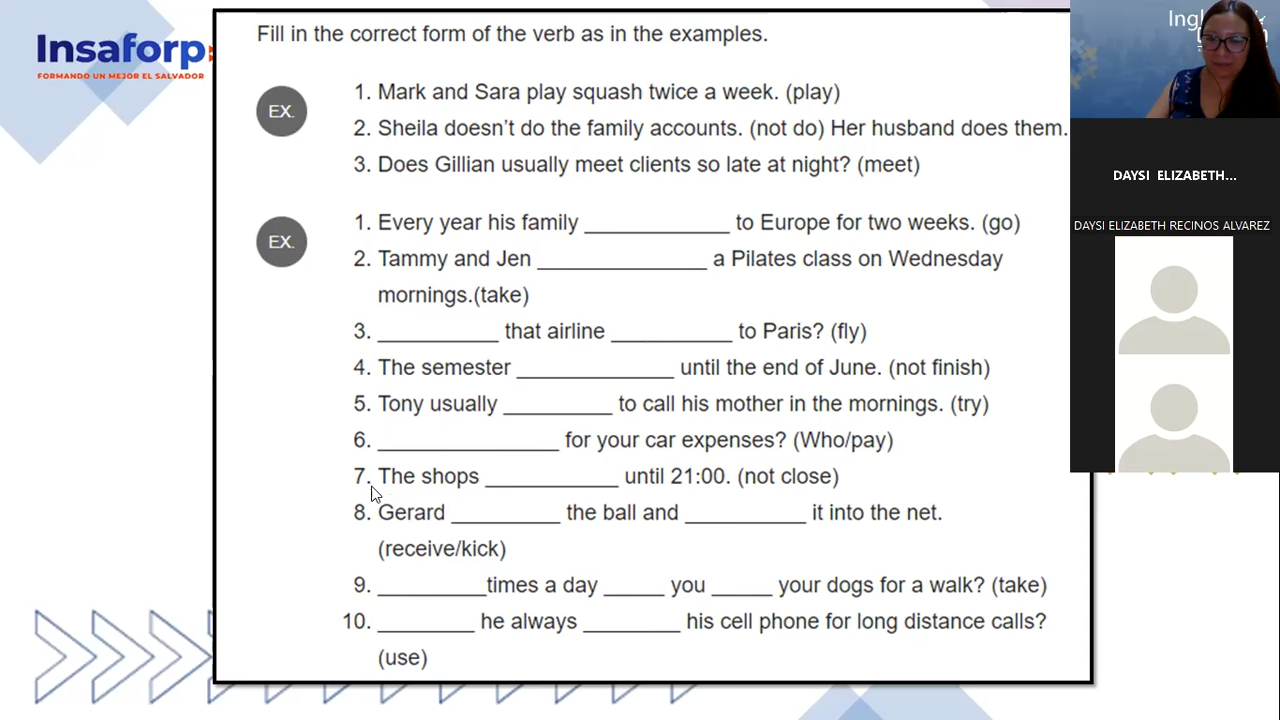 Insaforp
FORMANDO UN MEJOR EL SALVADOR
Fill in the correct form of the verb as in the examples.
EX.
1. Mark and Sara play squash twice a week. (play)
2. Sheila doesn’t do the family accounts. (not do) Her husband does them.
3. Does Gillian usually meet clients so late at night? (meet)
EX.
1. Every year his family ____________ to Europe for two weeks. (go)
2. Tammy and Jen ______________ a Pilates class on Wednesday
mornings.(take)
3. __________ that airline __________ to Paris? (fly)
4. The semester _____________ until the end of June. (not finish)
5. Tony usually _________ to call his mother in the mornings. (try)
6. _______________ for your car expenses? (Who/pay)
7. The shops ___________ until 21:00. (not close)
8. Gerard _________ the ball and __________ it into the net.
(receive/kick)
9. _________times a day _____ you _____ your dogs for a walk? (take)
10. ________ he always ________ his cell phone for long distance calls?
(use)
DAYSI ELIZABETH...
DAYSI ELIZABETH RECINOS ALVAREZ